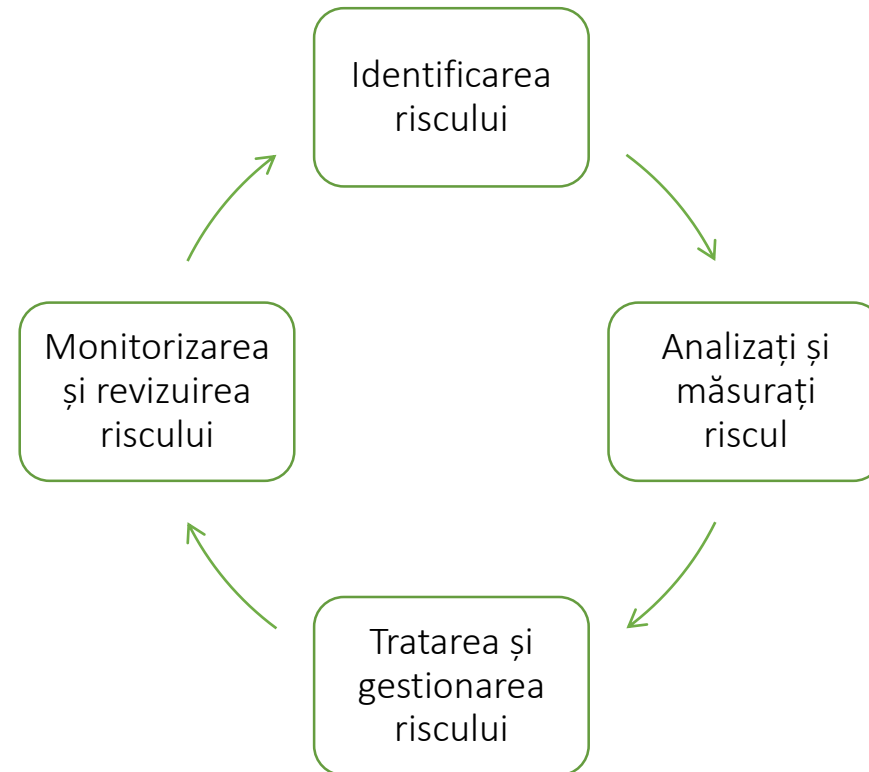 Identificarea
riscului
Analizați și
măsurați
riscul
Tratarea și
gestionarea
riscului
Monitorizarea
și revizuirea
riscului